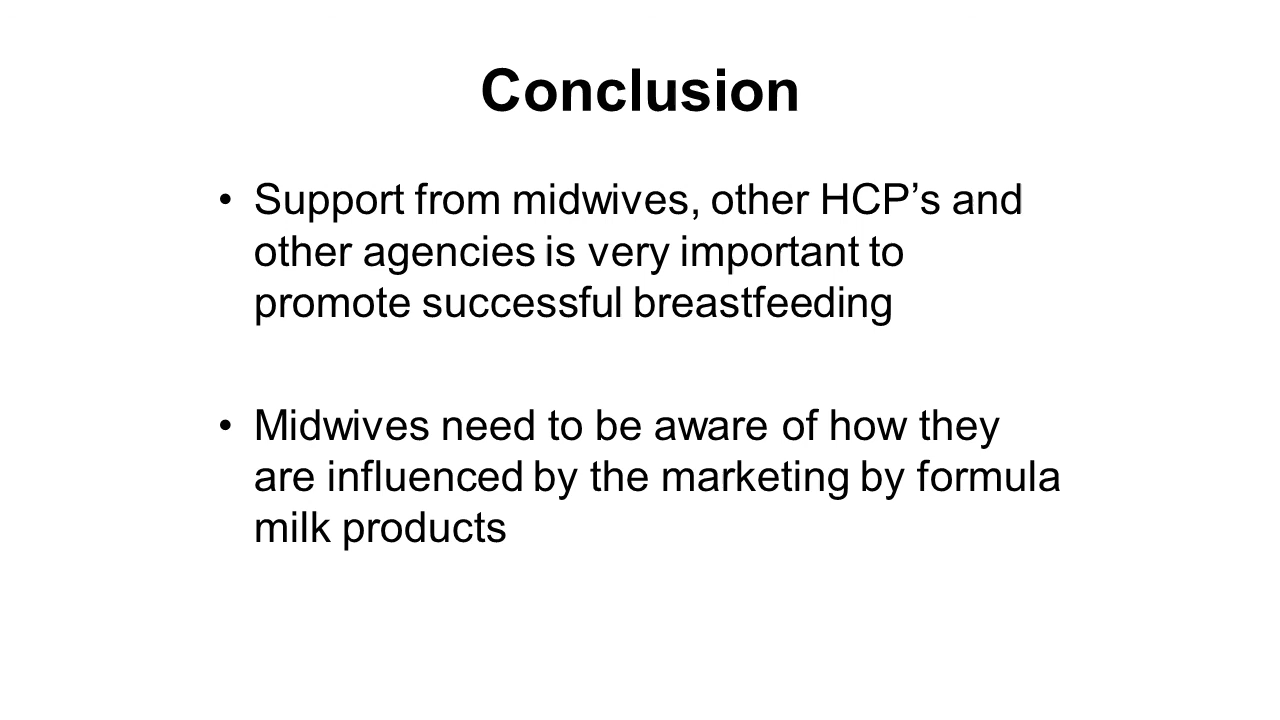 Conclusion
• Support from midwives, other HCP’s and
other agencies is very important to
promote successful breastfeeding
• Midwives need to be aware of how they
are influenced by the marketing by formula
milk products